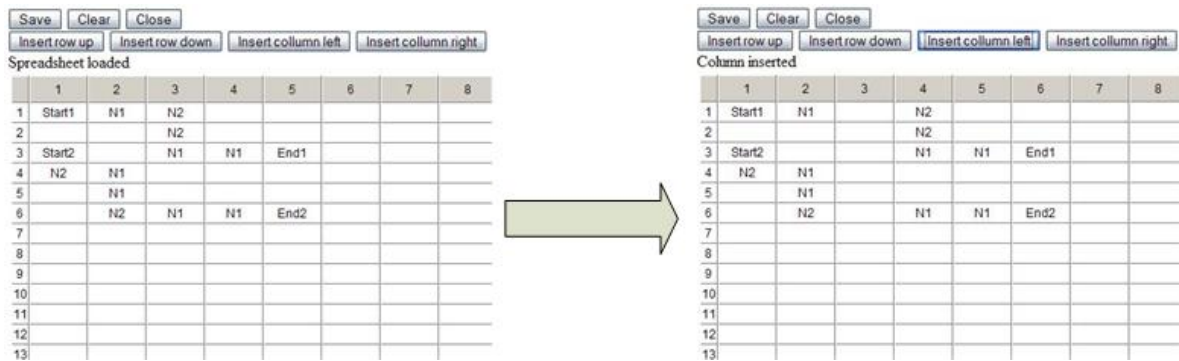 Save Clear Close
Insert row up Insert row down Insert collumn left Insert collumn right
Spreadsheet loaded
1 2 3 4 5 6 7 8
1 Start1 N1 N2
2 N2
3 Start2 N1 N1 End1
4 N2 N1
5 N1
6 N2 N1 N1 End2
7
8
9
10
11
12
13
Save Clear Close
Insert row up Insert row down Insert collumn left Insert collumn right
Column inserted
1 2 3 4 5 6 7 8
1 Start1 N1 N2
2 N2
3 Start2 N1 N1 End1
4 N2 N1
5 N1
6 N2 N1 N1 End2
7
8
9
10
11
12
13